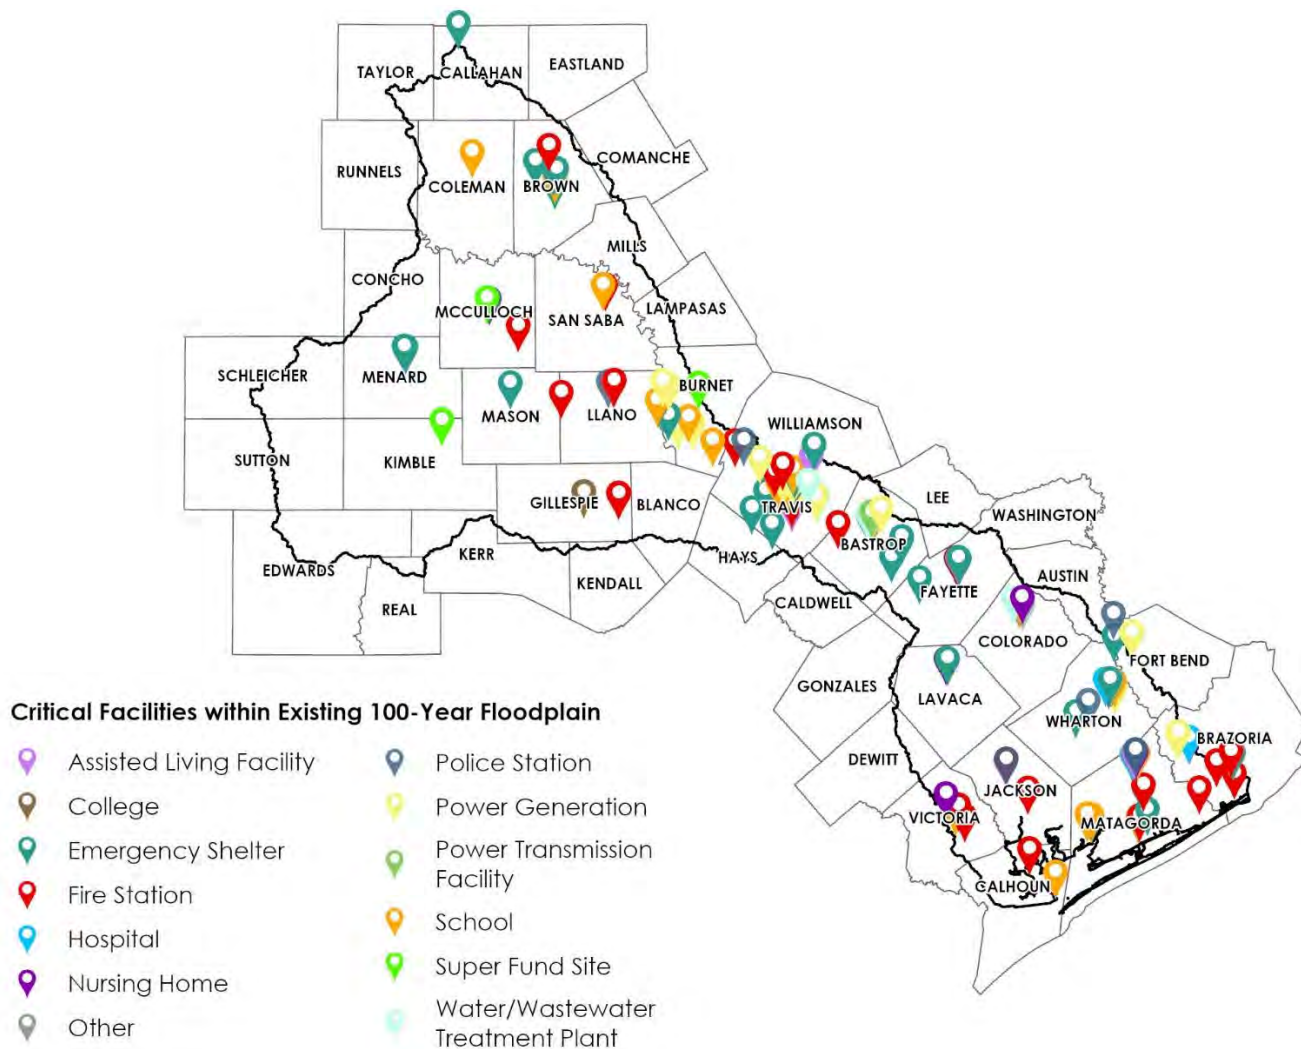 EASTLAND
TAYLOR
CALLAHAN
COMANCHE
RUNNELS
COLEMAN
BROWN
MILLS
CONCHO
MCCULLOCH
SAN SABA
LAMPASAS
SCHLEICHER
MENARD
MASON
LLANO
BURNET
WILLIAMSON
SUTTON
KIMBLE
GILLESPIE
BLANCO
TRAVIS
LEE
WASHINGTON
BASTROP
EDWARDS
KERR
HAYS
KENDALL
REAL
CALDWELL
FAYETTE
AUSTIN
COLORADO
FORT BEND
GONZALES
LAVACA
WHARTON
BRAZORIA
DEWITT
JACKSON
VICTORIA
MATAGORDA
CALHOUN
Critical Facilities within Existing 100-Year Floodplain
Assisted Living Facility
College
Emergency Shelter
Fire Station
Hospital
Nursing Home
Other
Police Station
Power Generation
Power Transmission
Facility
School
Super Fund Site
Water/Wastewater
Treatment Plant